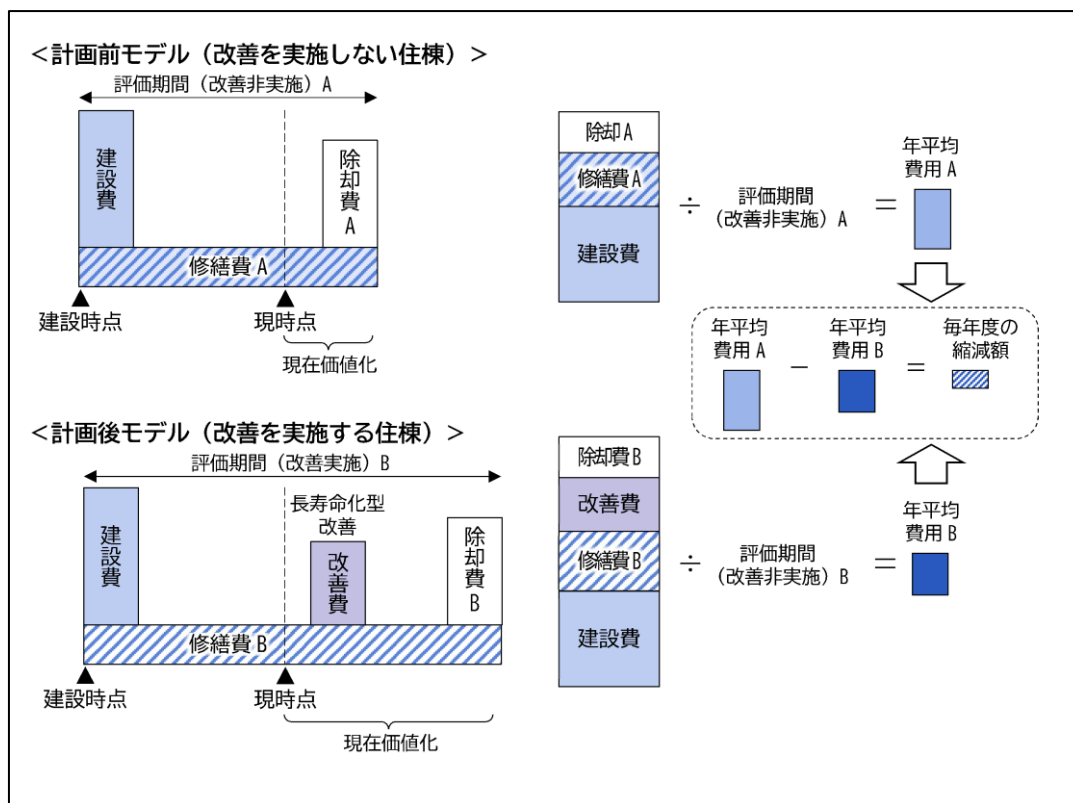 <計画前モデル（改善を実施しない住棟）>
評価期間（改善非実施）A
建設費
除却費A
修繕費A
建設時点
現時点
現在価値化
除却A
修繕費A
建設費
÷
評価期間
（改善非実施）A
=
年平均
費用A
年平均
費用A
−
年平均
費用B
=
毎年度の
縮減額
<計画後モデル（改善を実施する住棟）>
評価期間（改善実施）B
建設費
長寿命化型
改善
改善費
除却費B
修繕費B
建設時点
現時点
現在価値化
除却費B
改善費
修繕費B
建設費
÷
評価期間
（改善非実施）B
=
年平均
費用B